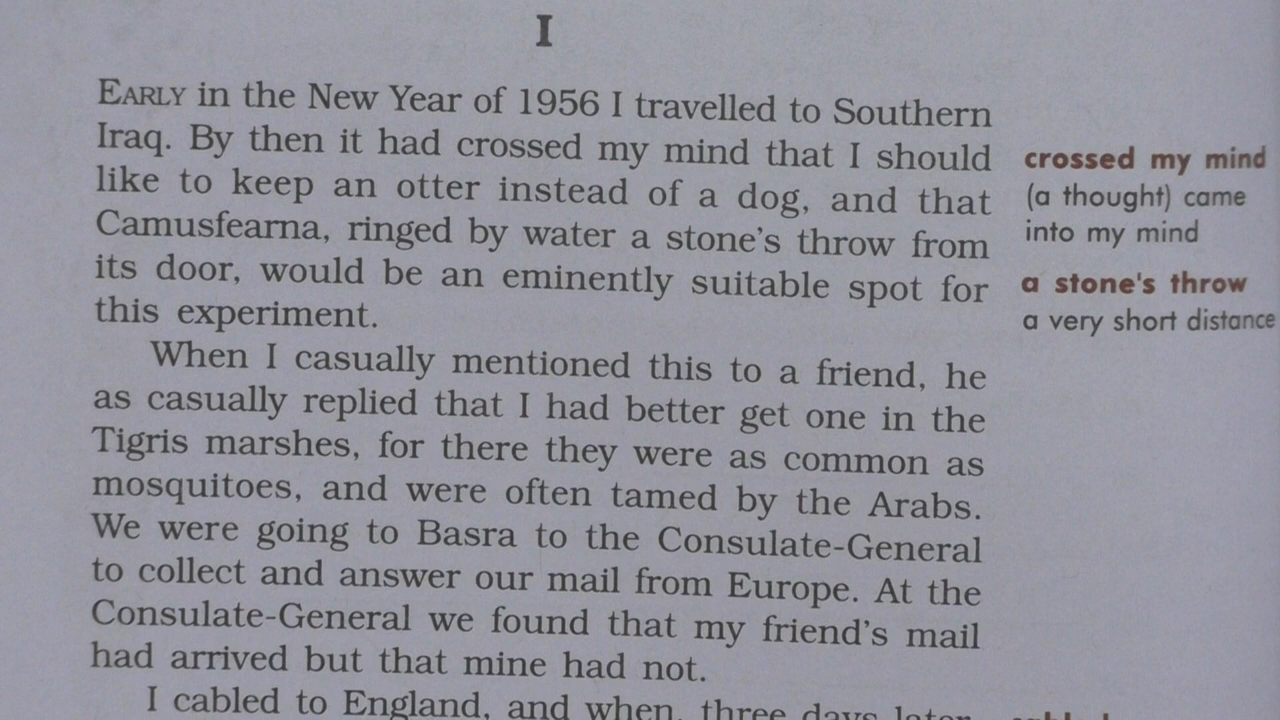 I
EARLY in the New Year of 1956 I travelled to Southern
Iraq. By then it had crossed my mind that I should
like to keep an otter instead of a dog, and that
Camusfearna, ringed by water a stone's throw from
its door, would be an eminently suitable spot for
this experiment.
When I casually mentioned this to a friend, he
as casually replied that I had better get one in the
Tigris marshes, for there they were as common as
mosquitoes, and were often tamed by the Arabs.
We were going to Basra to the Consulate-General
to collect and answer our mail from Europe. At the
Consulate-General we found that my friend's mail
had arrived but that mine had not.
I cabled to England, and when, three days later,
crossed my mind
(a thought) came
into my mind
a stone's throw
a very short distance